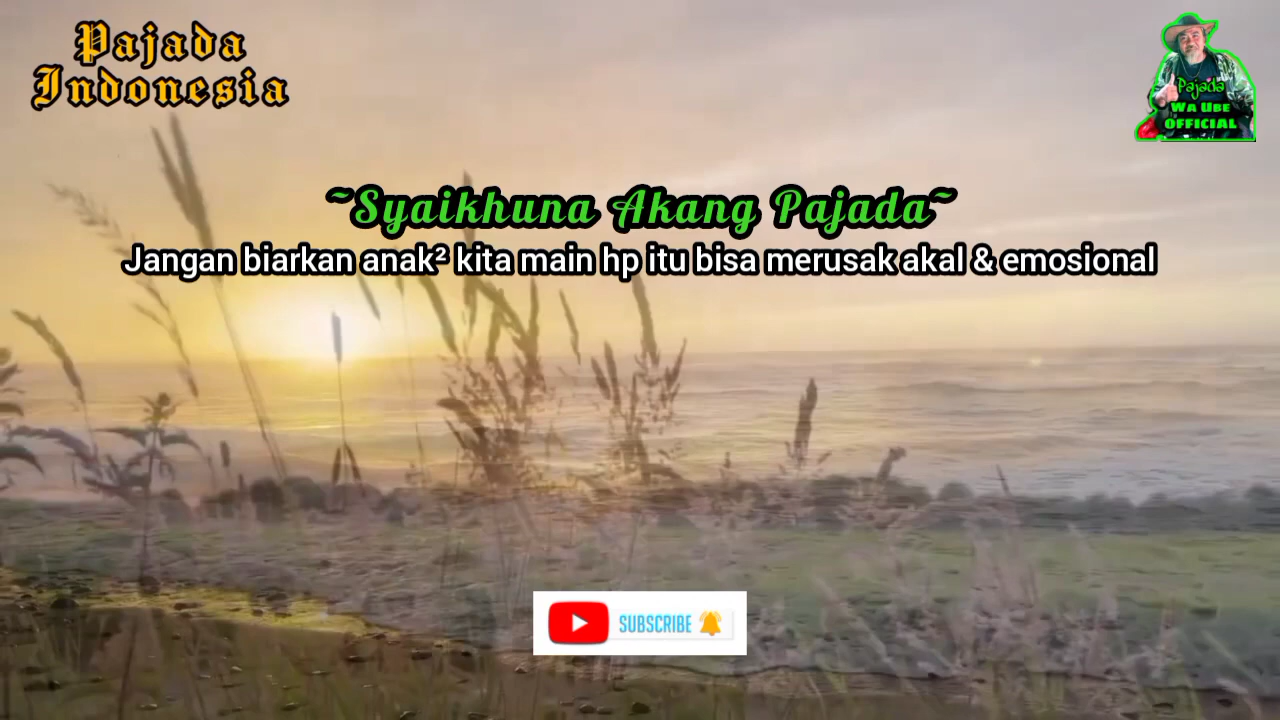 Pajada
Indonesia
Pajada
Wa Ube
OFFICIAL
~Syaikhuna Akang Pajada~
Jangan biarkan anak² kita main hp itu bisa merusak akal & emosional
SUBSCRIBE